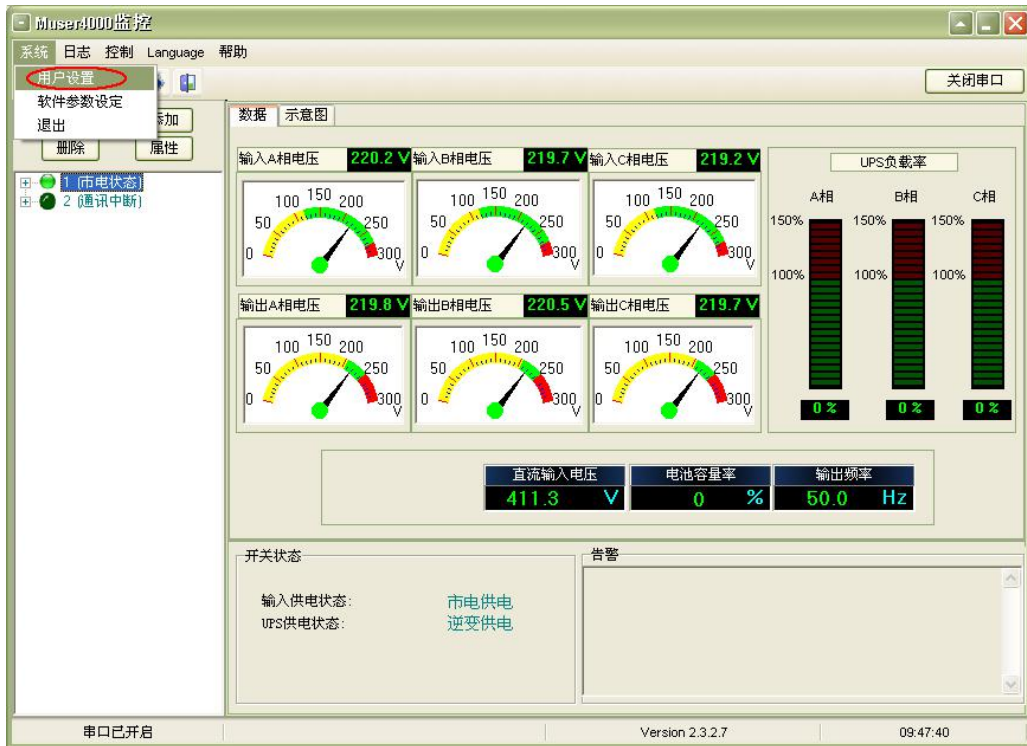 Muser4000监控
系统 日志 控制 Language 帮助
用户设置
软件参数设定
退出
关闭串口
添加
删除 属性
1 (市电状态)
2 (通讯中断)
数据 示意图
输入A相电压 220.2 V 输入B相电压 219.7 V 输入C相电压 219.2 V
0 50 100 150 200 250 300 V
0 50 100 150 200 250 300 V
0 50 100 150 200 250 300 V
输出A相电压 219.8 V 输出B相电压 220.5 V 输出C相电压 219.7 V
0 50 100 150 200 250 300 V
0 50 100 150 200 250 300 V
0 50 100 150 200 250 300 V
UPS负载率
A相 B相 C相
150% 150% 150%
100% 100% 100%
0 % 0 % 0 %
直流输入电压 电池容量率 输出频率
411.3 V 0 % 50.0 Hz
开关状态
输入供电状态: 市电供电
UPS供电状态: 逆变供电
告警
串口已开启 Version 2.3.2.7 09:47:40